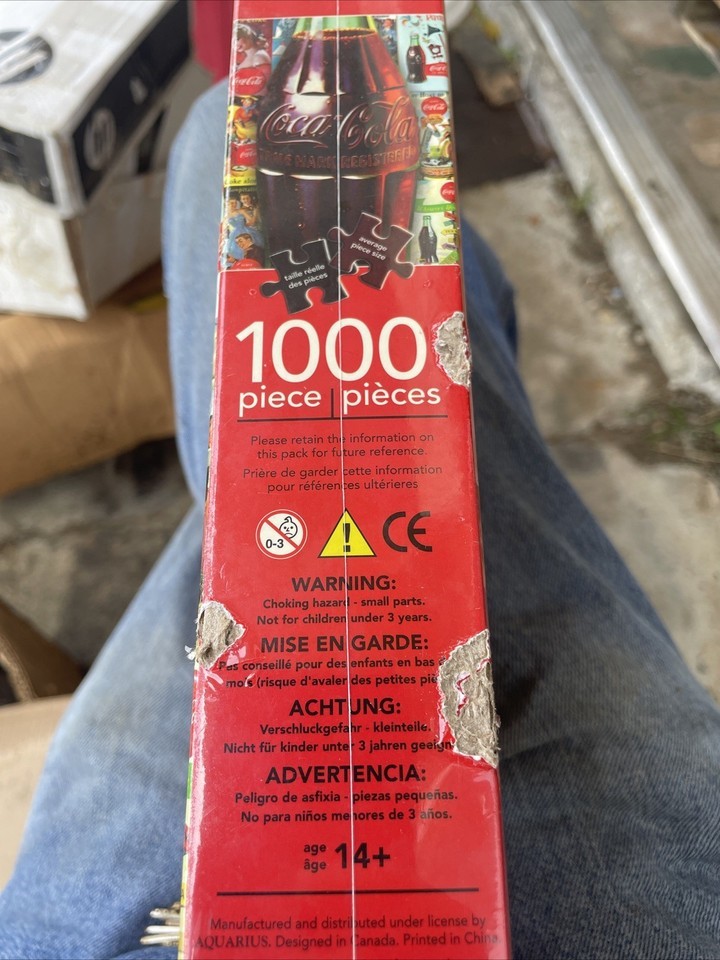 Coca-Cola
TRADE MARK REGISTERED
taille réelle
des pièces
average
piece size
1000
piece | pièces
Please retain the information on
this pack for future reference.
Prière de garder cette information
pour références ultérieures
0-3
!
CE
WARNING:
Choking hazard - small parts.
Not for children under 3 years.
MISE EN GARDE:
Pas conseillé pour des enfants en bas
mois (risque d'avaler des petites
ACHTUNG:
Verschluckgefahr - kleinteile.
Nicht für kinder unter 3 jahren
ADVERTENCIA:
Peligro de asfixia - piezas pequeñas.
No para niños menores de 3 años.
age
âge
14+
Manufactured and distributed under license by
AQUARIUS. Designed in Canada. Printed in China
hp